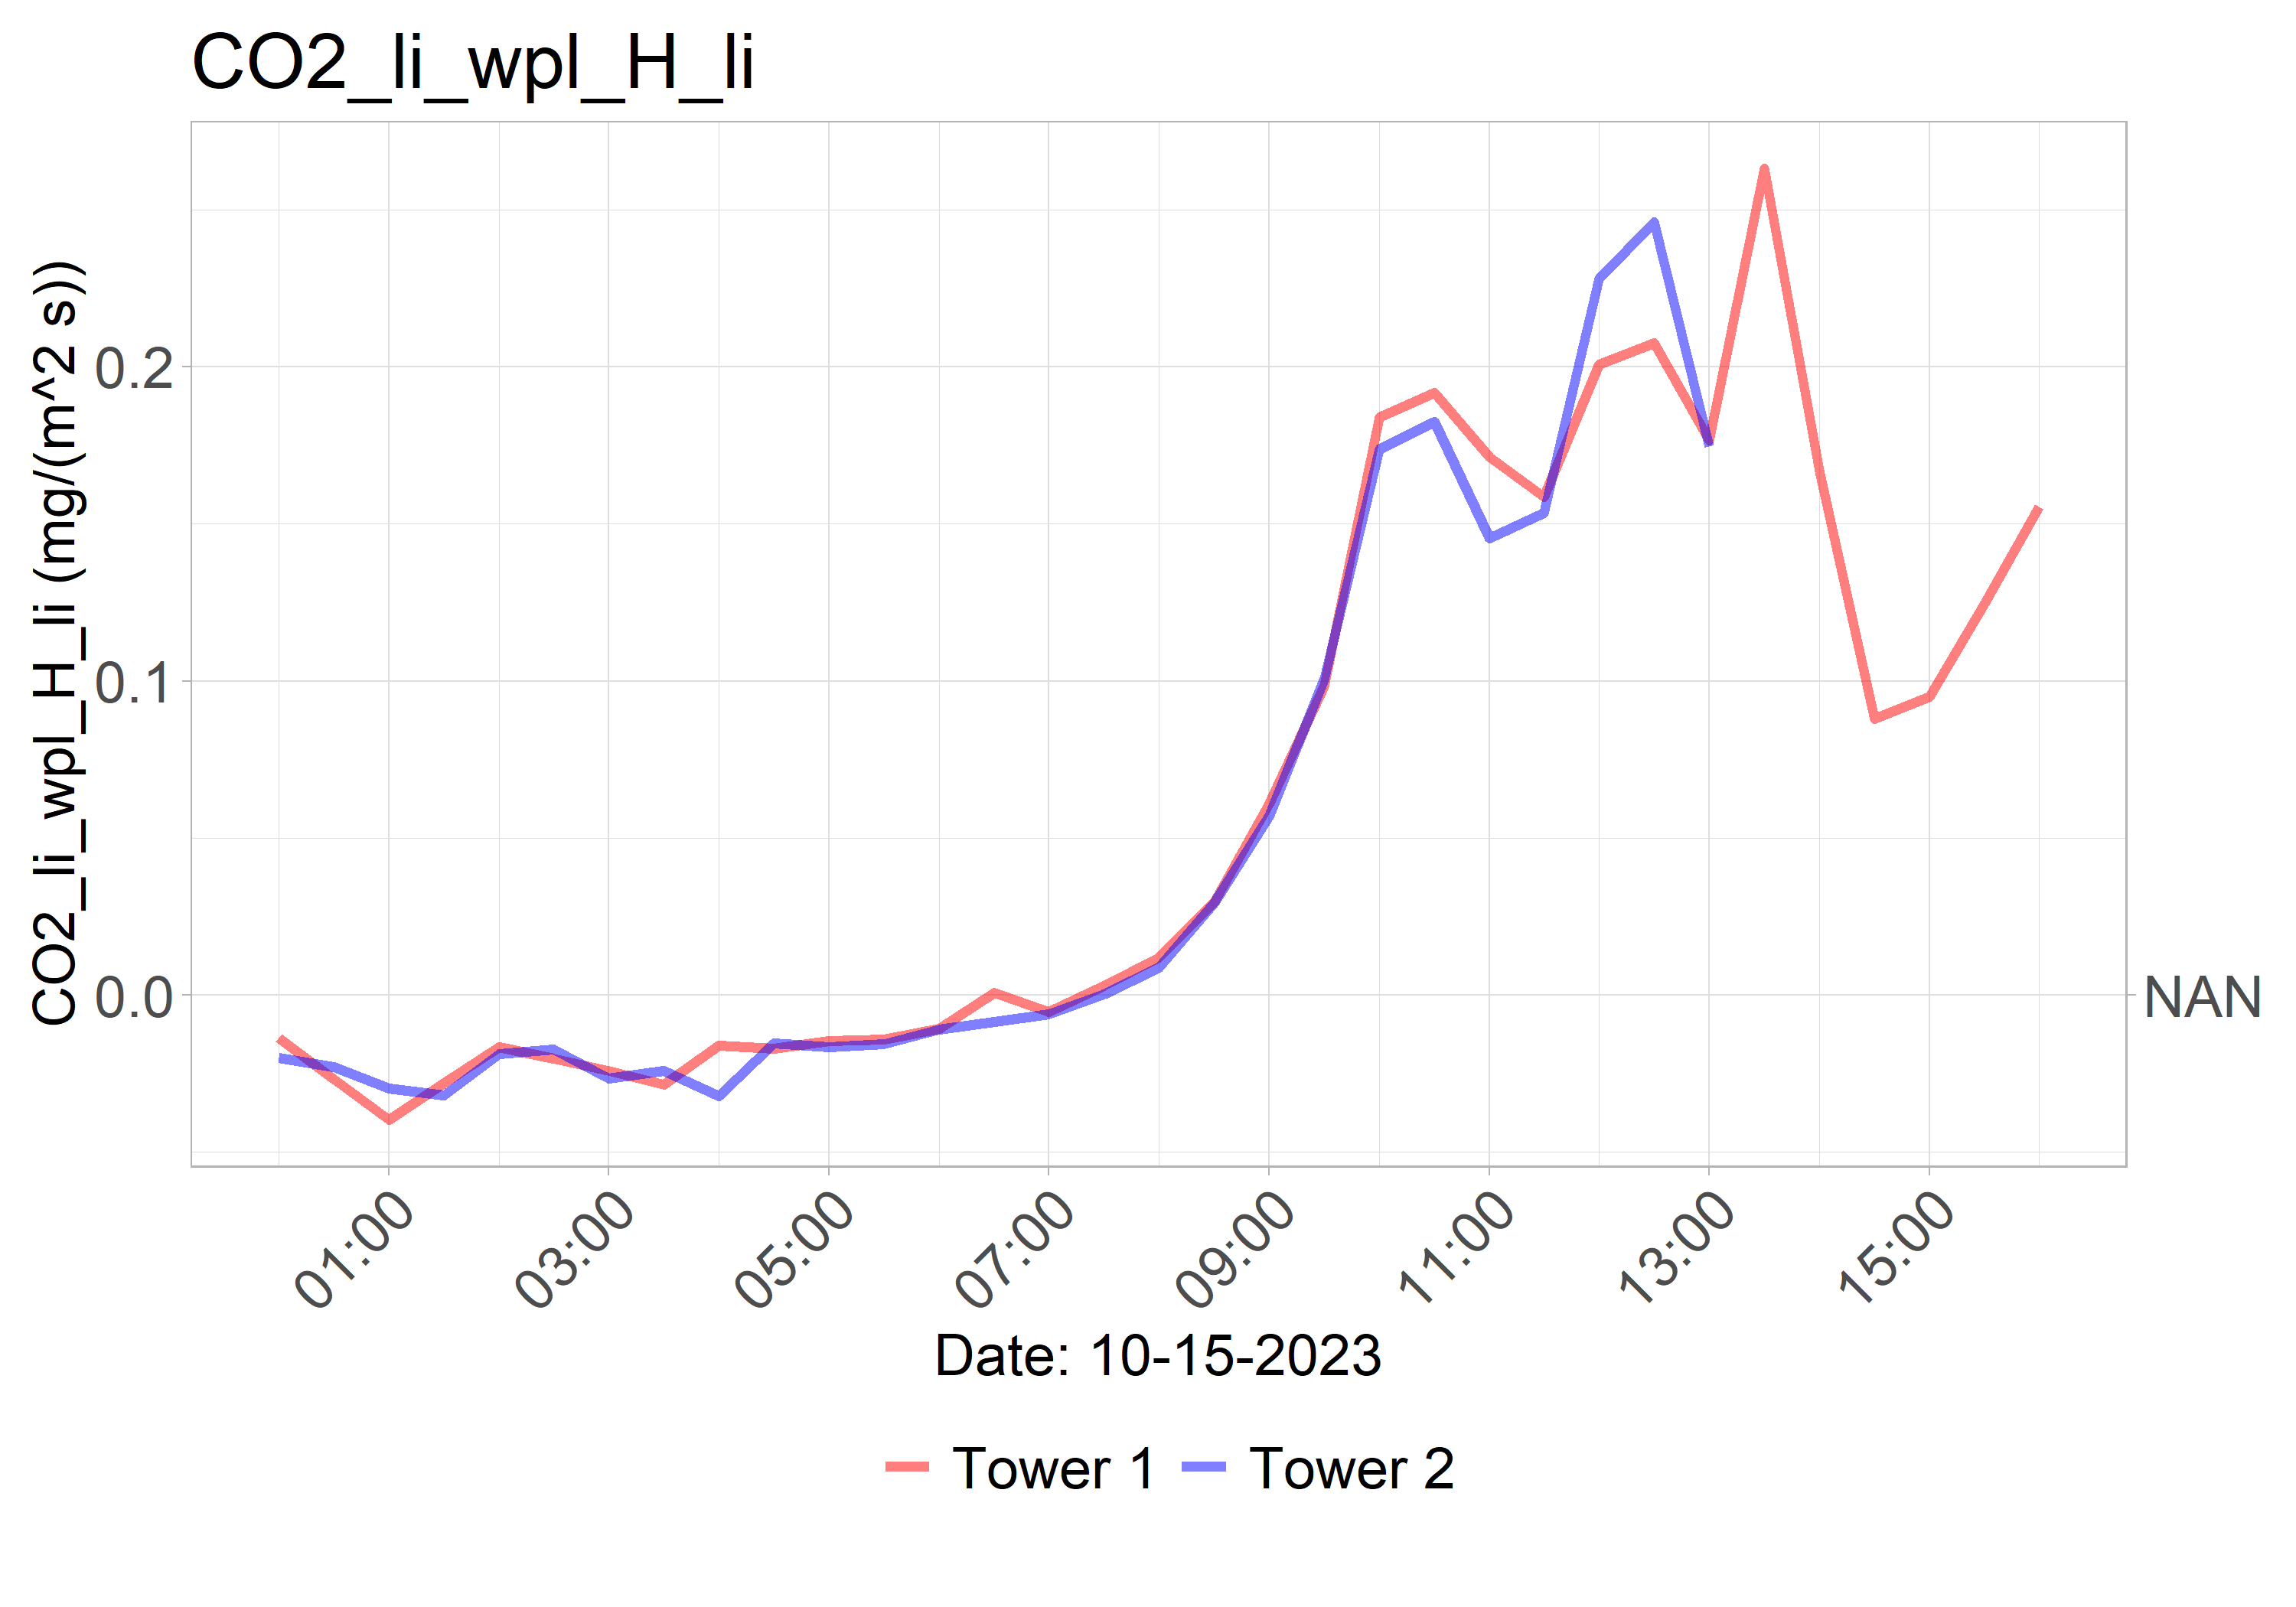 CO2_li_wpl_H_li
CO2_li_wpl_H_li (mg/(m^2 s))
0.2
0.1
0.0
NAN
01:00
03:00
05:00
07:00
09:00
11:00
13:00
15:00
Date: 10-15-2023
Tower 1
Tower 2